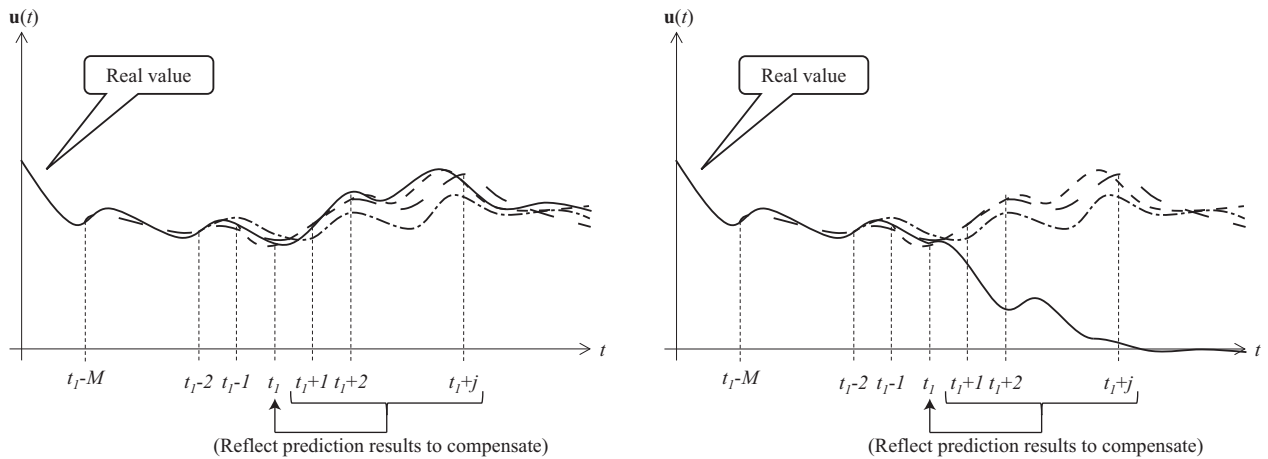 u(t)
Real value
t
t₁-M
t₁-2
t₁-1
t₁
t₁+1
t₁+2
t₁+j
(Reflect prediction results to compensate)
u(t)
Real value
t
t₁-M
t₁-2
t₁-1
t₁
t₁+1
t₁+2
t₁+j
(Reflect prediction results to compensate)